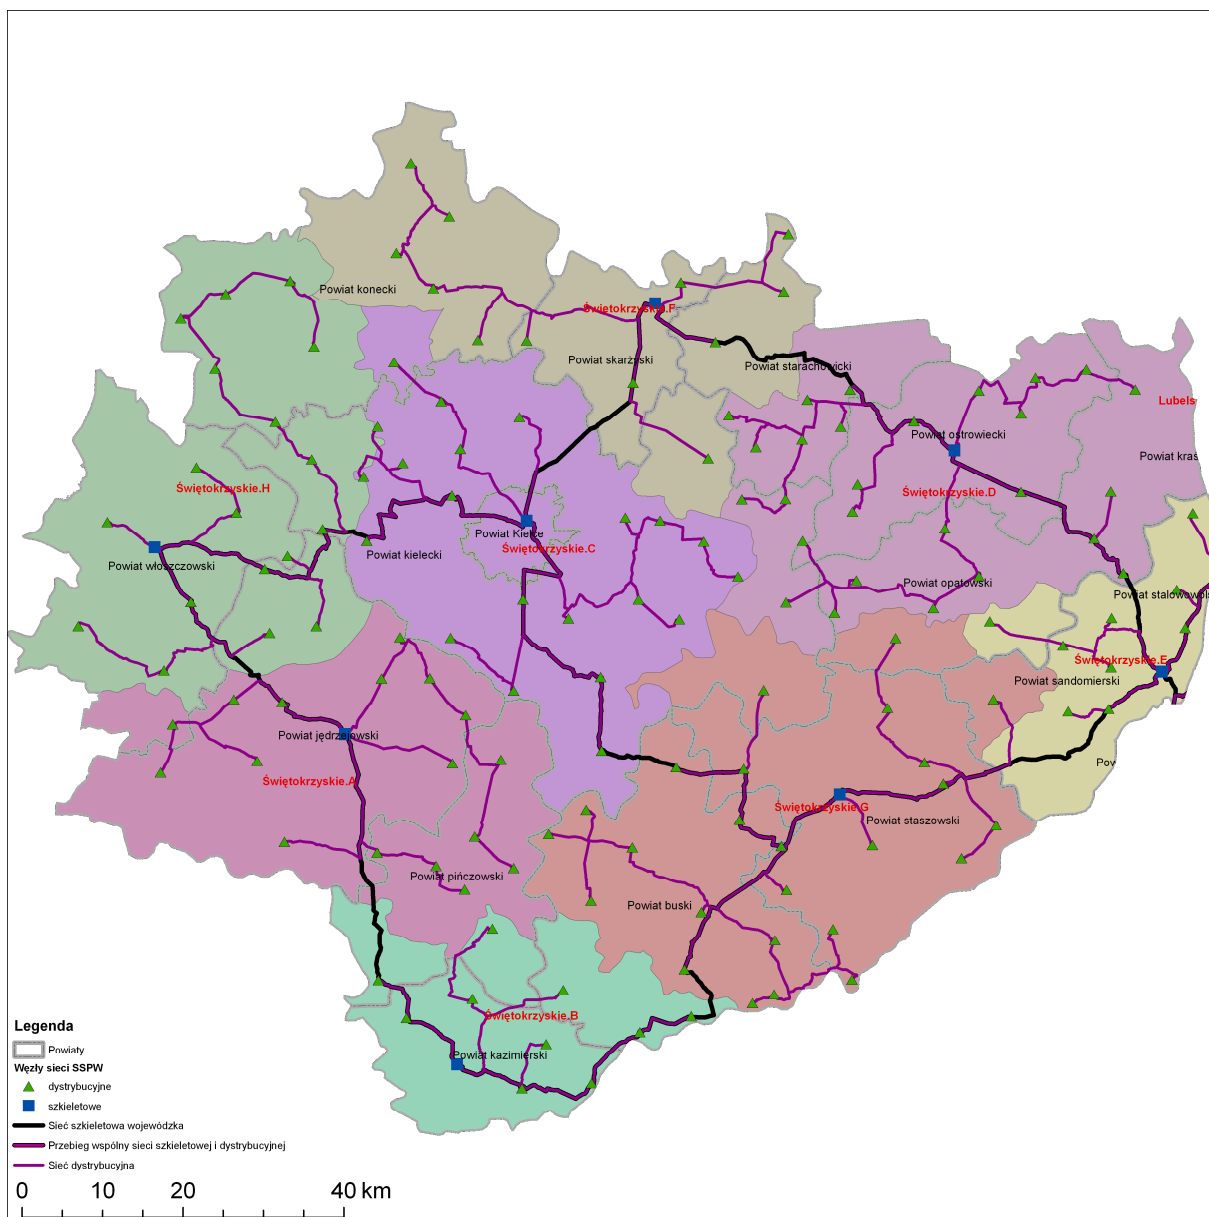 Powiat konecki
Świętokrzyskie.F
Powiat skarżyski
Powiat starachowicki
Lubels
Powiat ostrowiecki
Powiat kras
Świętokrzyskie.H
Świętokrzyskie.D
Powiat Kielce
Świętokrzyskie.C
Powiat kielecki
Powiat włoszczowski
Powiat opatowski
Powiat stalowowols
Świętokrzyskie.E
Powiat sandomierski
Powiat jędrzejowski
Pow
Świętokrzyskie.A
Świętokrzyskie.G
Powiat staszowski
Powiat pińczowski
Powiat buski
Świętokrzyskie.B
Powiat kazimierski
Legenda
Powiaty
Węzły sieci SSPW
dystrybucyjne
szkieletowe
Sieć szkieletowa wojewódzka
Przebieg wspólny sieci szkieletowej i dystrybucyjnej
Sieć dystrybucyjna
0 10 20 40 km